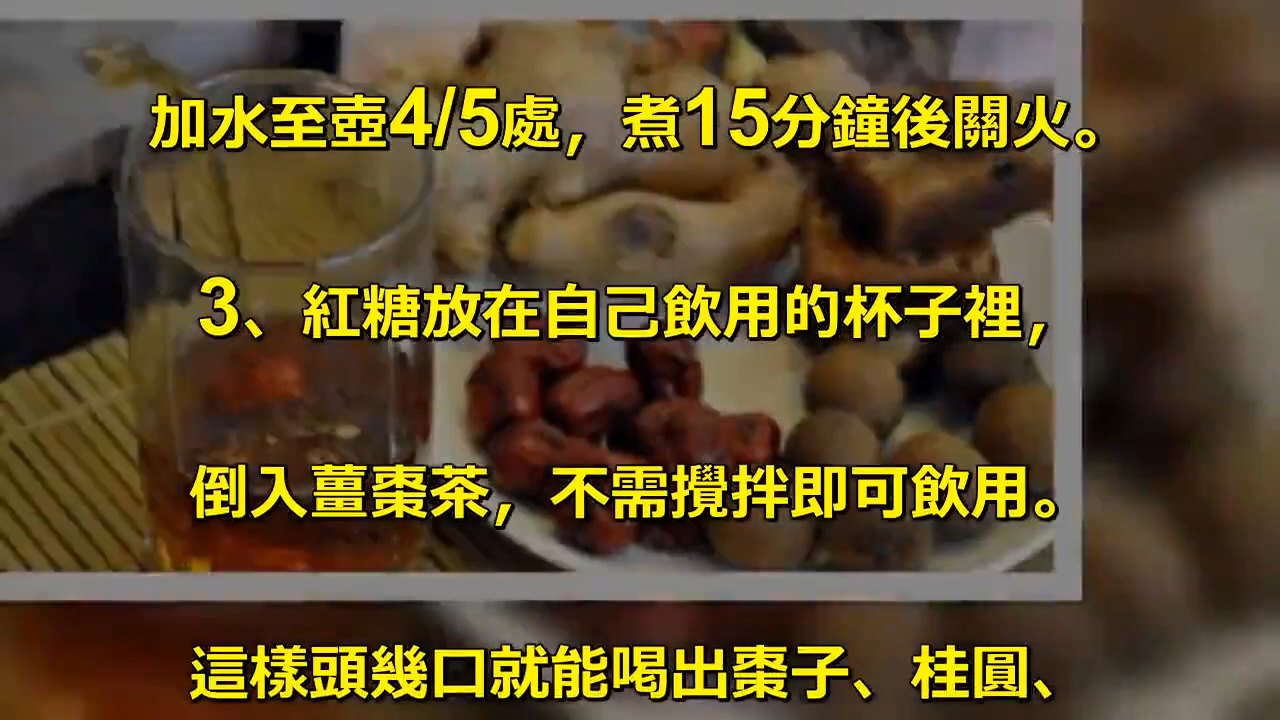 加水至壺4/5處，煮15分鐘後關火。
3、紅糖放在自己飲用的杯子裡，
倒入薑棗茶，不需攪拌即可飲用。
這樣頭幾口就能喝出棗子、桂圓、